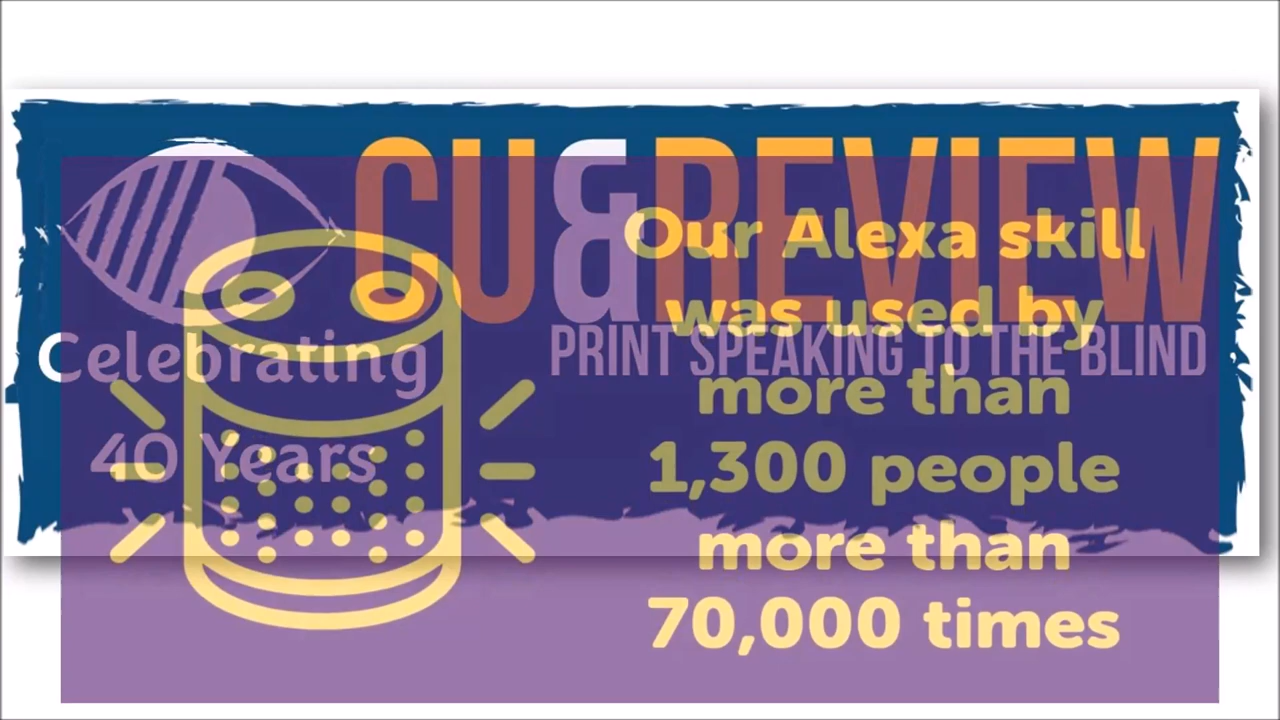 CU&REVIEW
PRINT SPEAKING TO THE BLIND
Celebrating
40 Years
Our Alexa skill
was used by
more than
1,300 people
more than
70,000 times